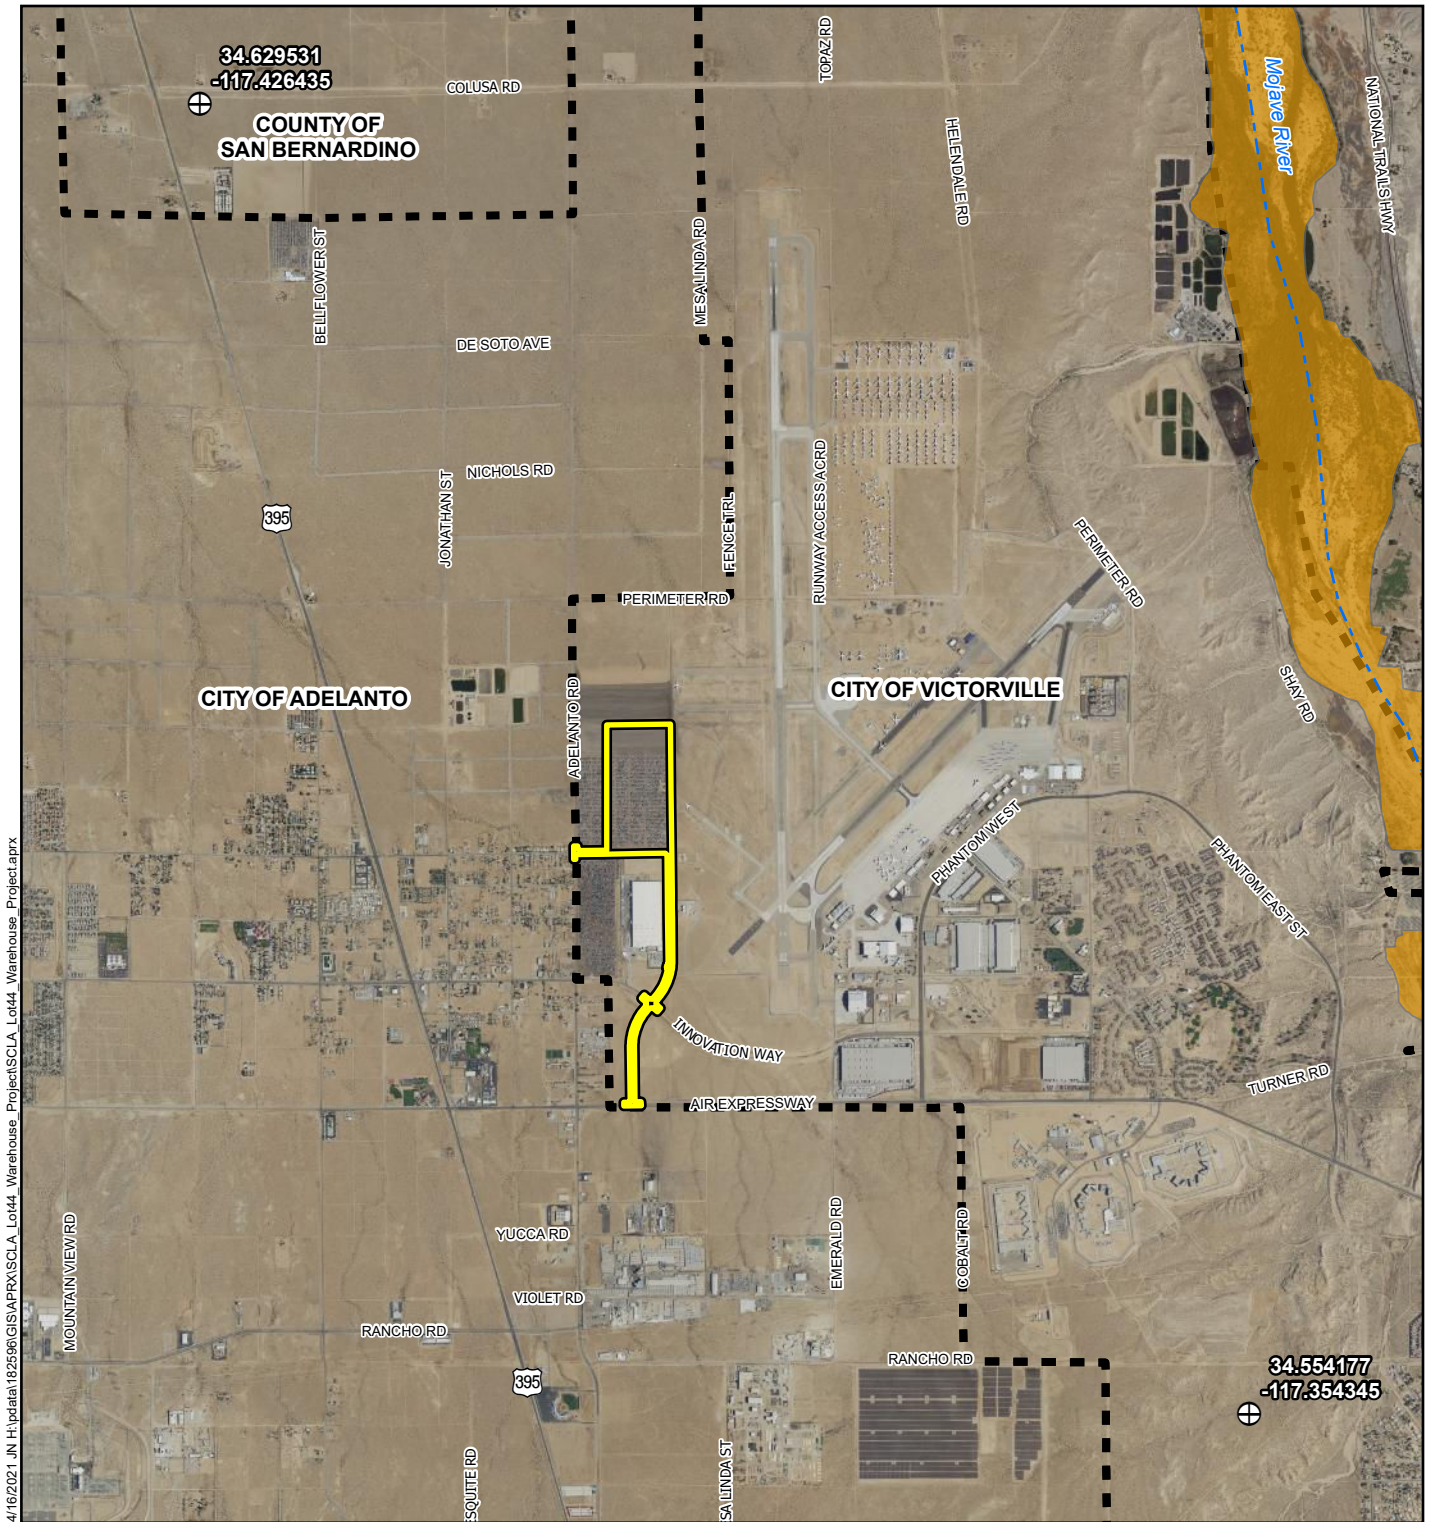 34.629531
-117.426435
COLUSA RD
TOPAZ RD
COUNTY OF
SAN BERNARDINO
Mojave River
NATIONAL TRAILS HWY
HELENDALE RD
BELLFLOWER ST
MESA LINDA RD
DE SOTO AVE
NICHOLS RD
JONATHAN ST
395
FENCE TRL
RUNWAY ACCESS ACRD
PERIMETER RD
PERIMETER RD
CITY OF ADELANTO
ADELANTO RD
CITY OF VICTORVILLE
SHAY RD
PHANTOM WEST
PHANTOM EAST ST
INNOVATION WAY
AIR EXPRESSWAY
TURNER RD
MOUNTAIN VIEW RD
YUCCA RD
EMERALD RD
COBALT RD
VIOLET RD
RANCHO RD
RANCHO RD
395
34.554177
-117.354345
ESQUITE RD
SA LINDA ST
4/16/2021 JN H:\pdata\182596\GIS\APRX\SCLA_Lot44_Warehouse_Project\SCLA_Lot44_Warehouse_Project.aprx